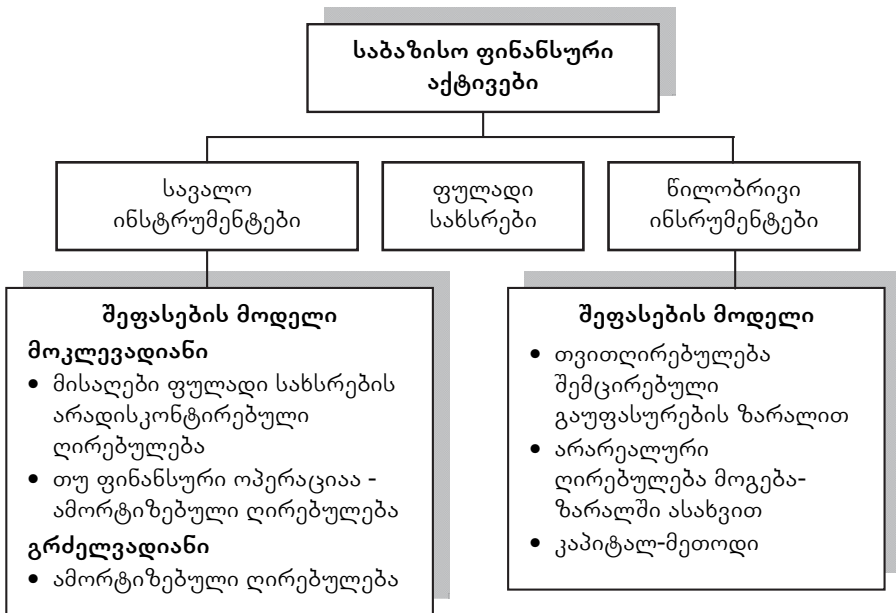 საბაზისო ფინანსური
აქტივები
სავალო
ინსტრუმენტები
ფულადი
სახსრები
წილობრივი
ინსრუმენტები
შეფასების მოდელი
მოკლევადიანი
• მისაღები ფულადი სახსრების
არადისკონტირებული
ღირებულება
• თუ ფინანსური ოპერაციაა -
ამორტიზებული ღირებულება
გრძელვადიანი
• ამორტიზებული ღირებულება
შეფასების მოდელი
• თვითღირებულება
შემცირებული
გაუფასურების ზარალით
• არარეალური
ღირებულება მოგება-
ზარალში ასახვით
• კაპიტალ-მეთოდი